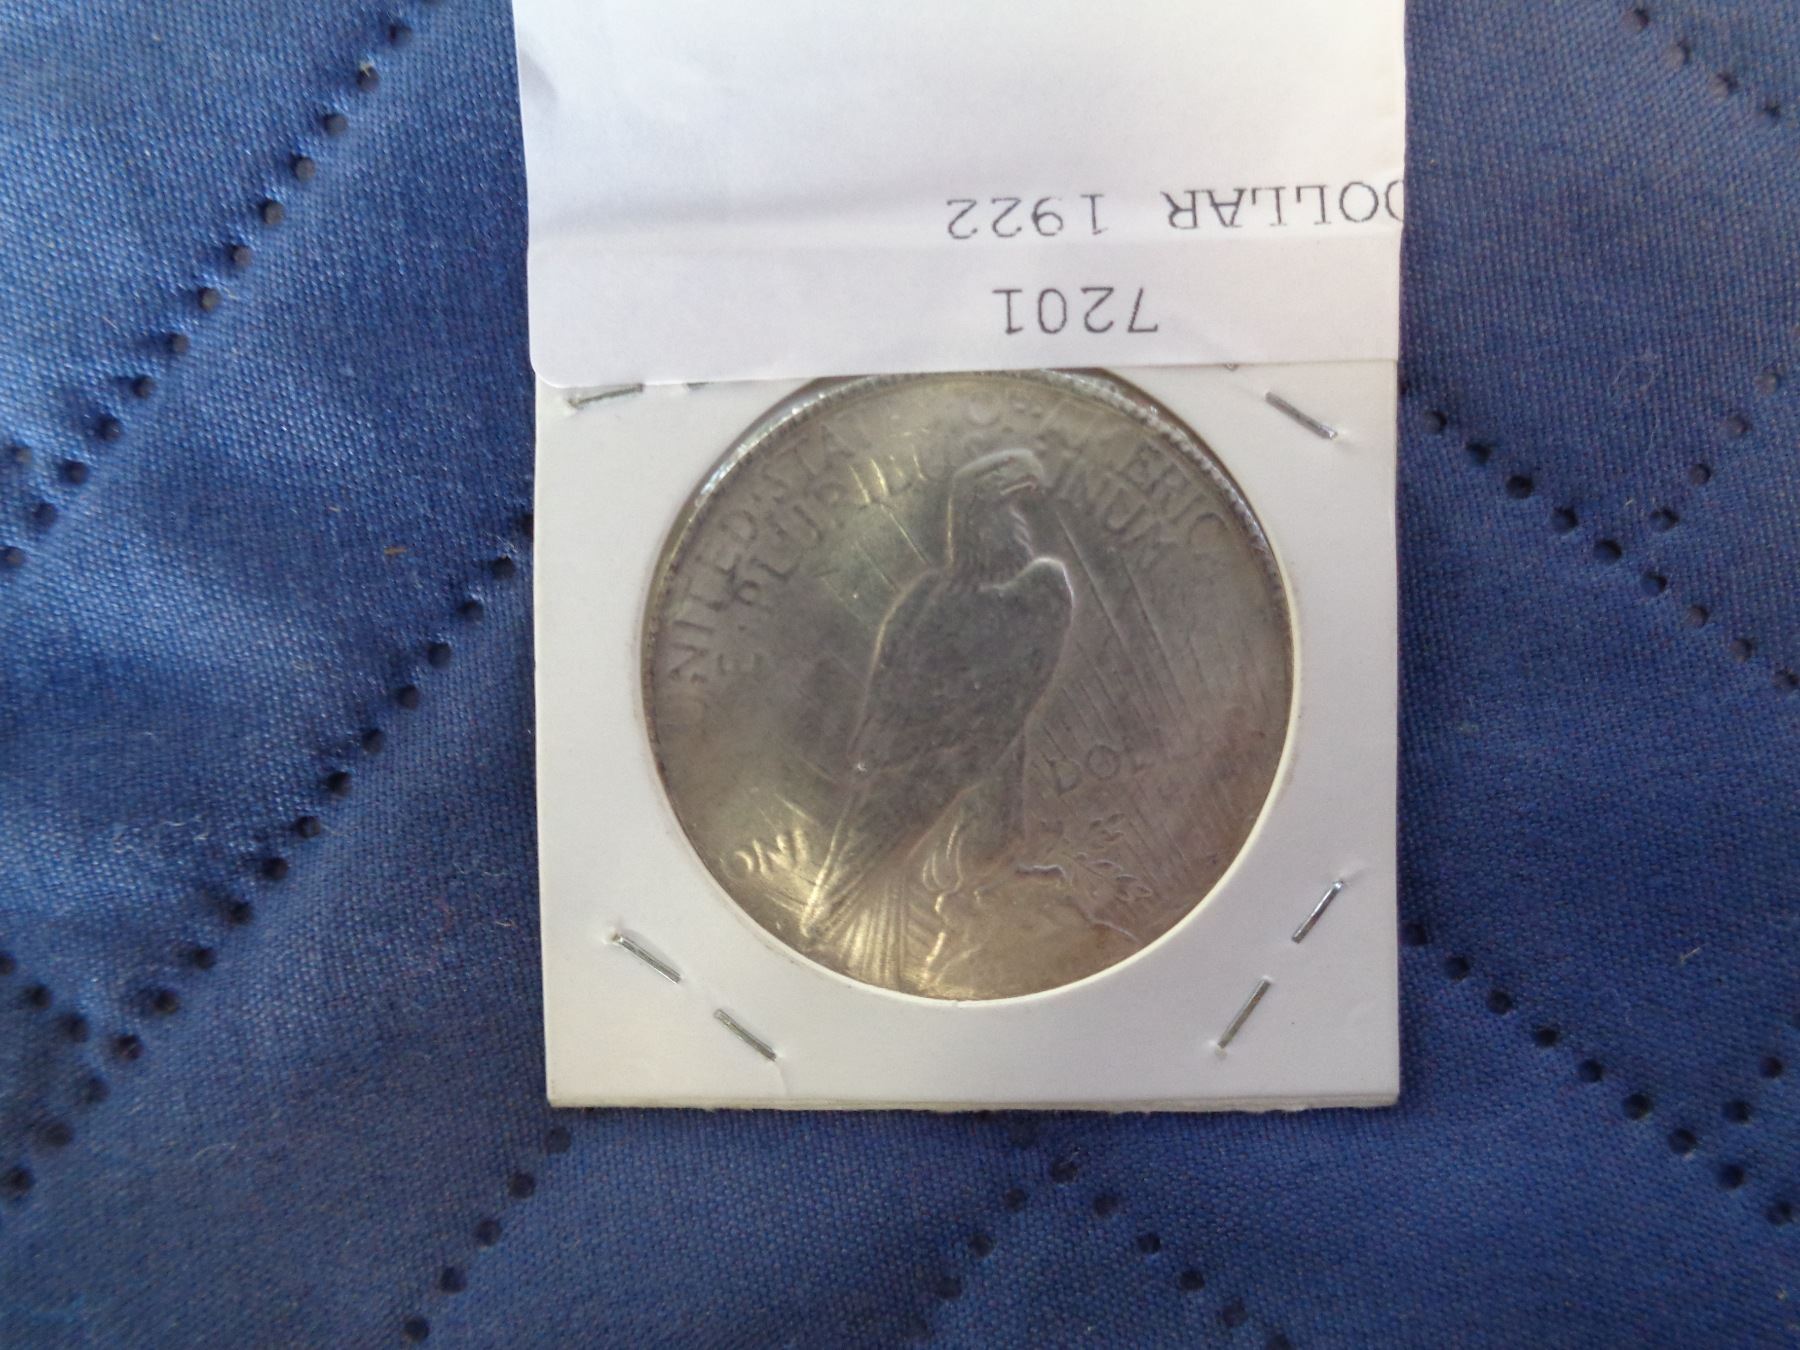 7201
DOLLAR 1922
UNITED STATES OF AMERICA
E PLURIBUS UNUM
ONE DOL